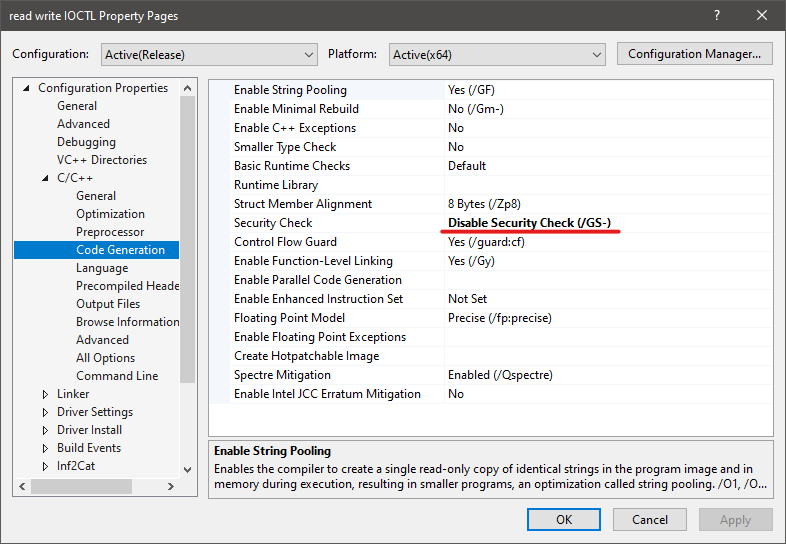 read write IOCTL Property Pages
Configuration: Active(Release) Platform: Active(x64) Configuration Manager...
Configuration Properties
General
Advanced
Debugging
VC++ Directories
C/C++
General
Optimization
Preprocessor
Code Generation
Language
Precompiled Heade
Output Files
Browse Information
Advanced
All Options
Command Line
Linker
Driver Settings
Driver Install
Build Events
Inf2Cat
Enable String Pooling Yes (/GF)
Enable Minimal Rebuild No (/Gm-)
Enable C++ Exceptions No
Smaller Type Check No
Basic Runtime Checks Default
Runtime Library
Struct Member Alignment 8 Bytes (/Zp8)
Security Check Disable Security Check (/GS-)
Control Flow Guard Yes (/guard:cf)
Enable Function-Level Linking Yes (/Gy)
Enable Parallel Code Generation
Enable Enhanced Instruction Set Not Set
Floating Point Model Precise (/fp:precise)
Enable Floating Point Exceptions
Create Hotpatchable Image
Spectre Mitigation Enabled (/Qspectre)
Enable Intel JCC Erratum Mitigation No
Enable String Pooling
Enables the compiler to create a single read-only copy of identical strings in the program image and in
memory during execution, resulting in smaller programs, an optimization called string pooling. /O1, /O...
OK Cancel Apply